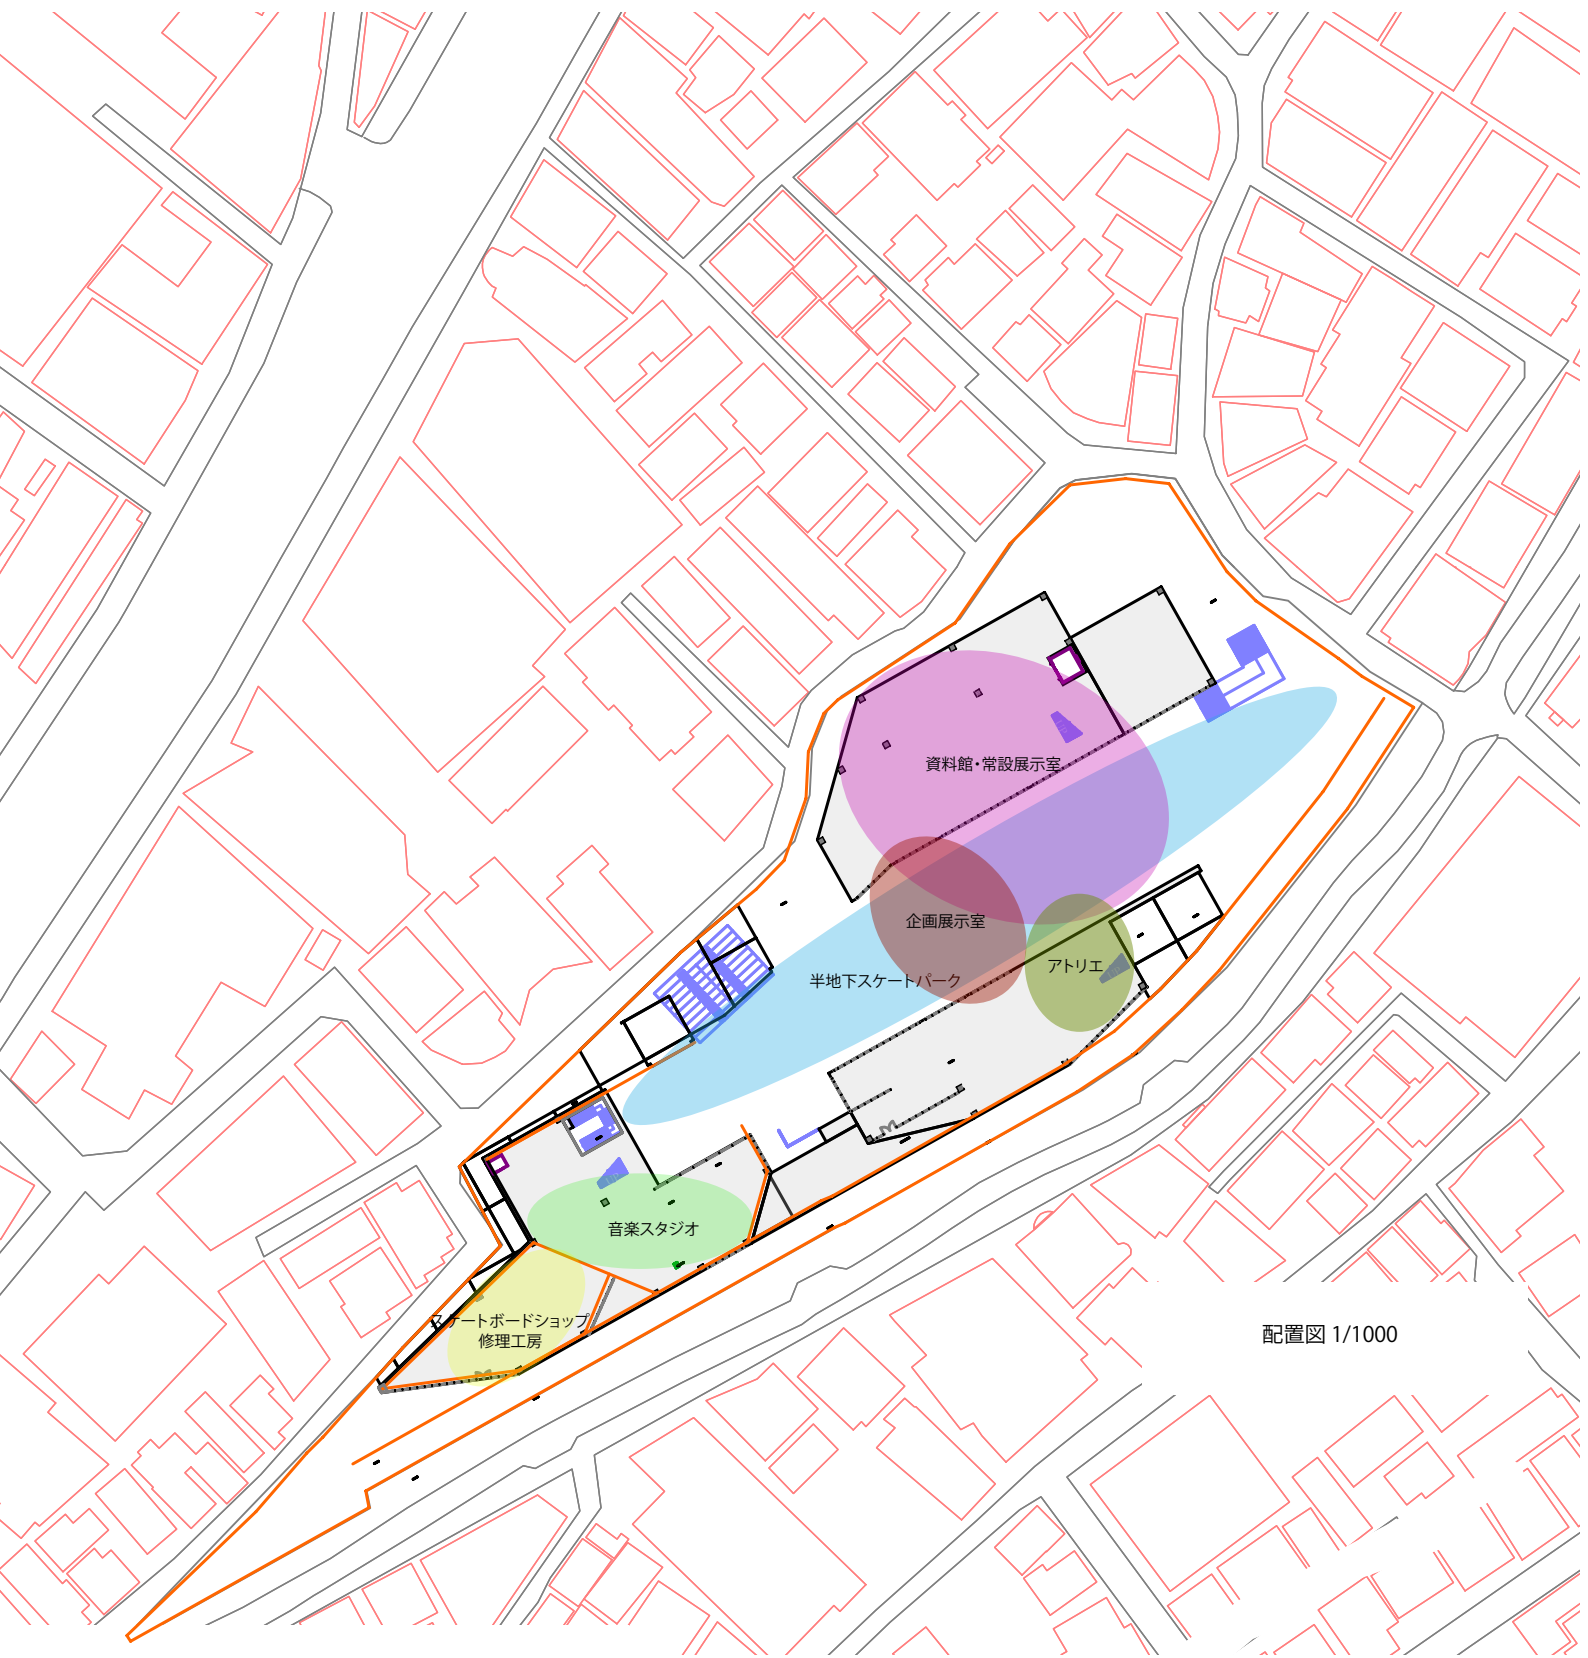 資料館・常設展示室
企画展示室
アトリエ
半地下スケートパーク
音楽スタジオ
スケートボードショップ
修理工房
配置図 1/1000